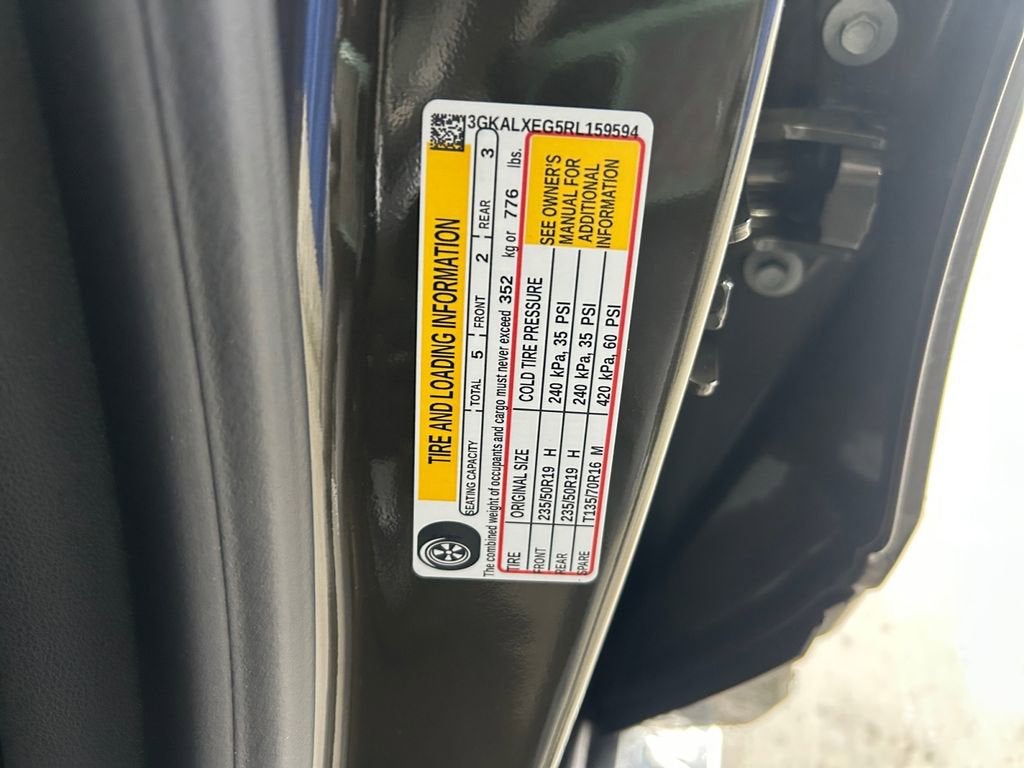 3GKALXEG5RL159594
TIRE AND LOADING INFORMATION
SEATING CAPACITY TOTAL 5 FRONT 2 REAR 3
The combined weight of occupants and cargo must never exceed 352 kg or 776 lbs.
TIRE ORIGINAL SIZE COLD TIRE PRESSURE
FRONT 235/50R19 H 240 kPa, 35 PSI
REAR 235/50R19 H 240 kPa, 35 PSI
SPARE T135/70R16 M 420 kPa, 60 PSI
SEE OWNER'S
MANUAL FOR
ADDITIONAL
INFORMATION